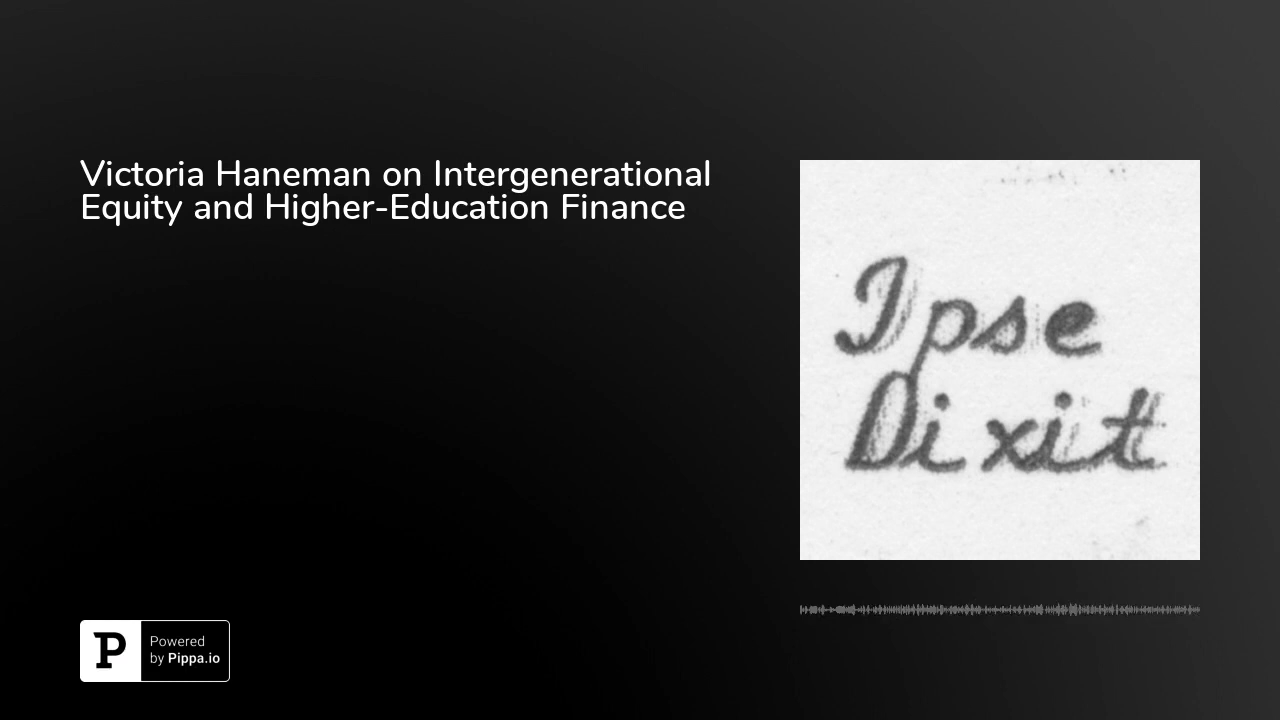 Victoria Haneman on Intergenerational
Equity and Higher-Education Finance
Ipse
Dixit
P
Powered
by Pippa.io